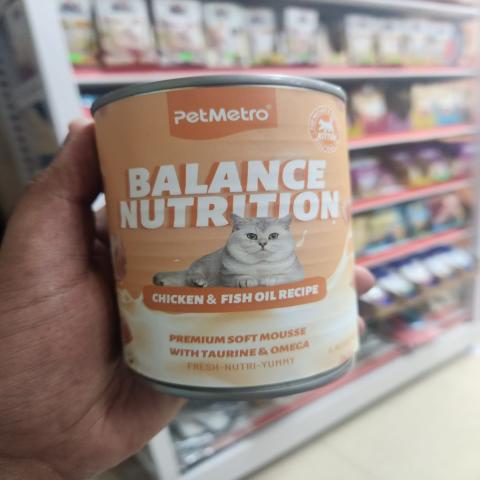 PetMetro®
BALANCE
NUTRITION
CHICKEN & FISH OIL RECIPE
PREMIUM SOFT MOUSSE
WITH TAURINE & OMEGA
FRESH-NUTRI-YUMMY